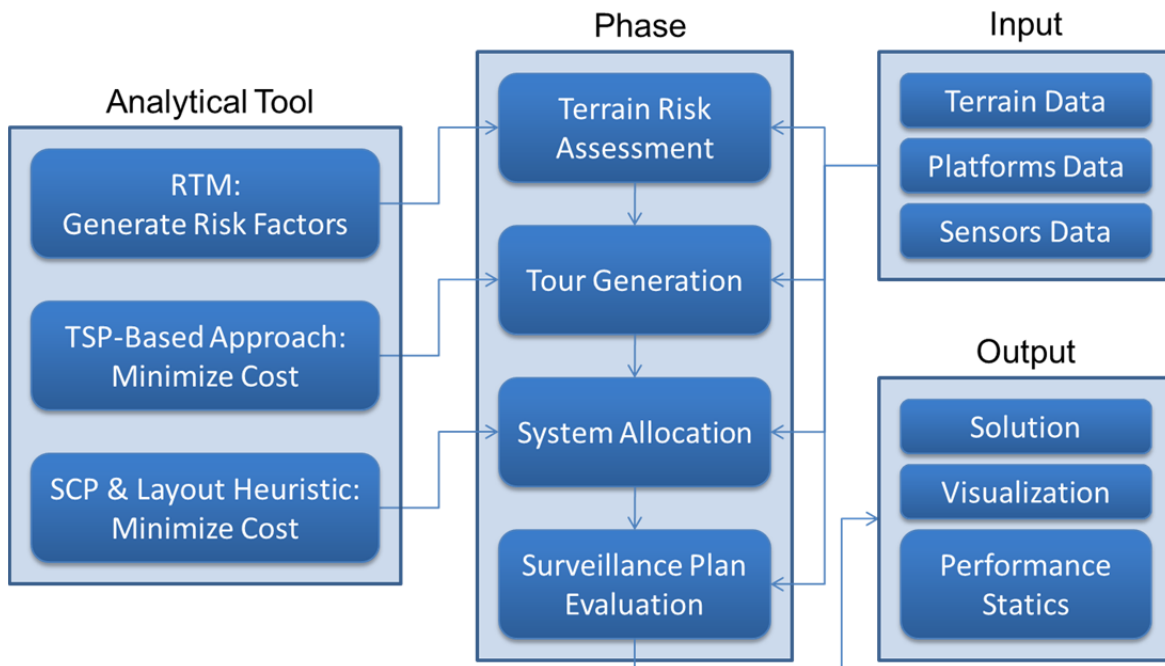 Analytical Tool
RTM:
Generate Risk Factors
TSP-Based Approach:
Minimize Cost
SCP & Layout Heuristic:
Minimize Cost
Phase
Terrain Risk
Assessment
Tour Generation
System Allocation
Surveillance Plan
Evaluation
Input
Terrain Data
Platforms Data
Sensors Data
Output
Solution
Visualization
Performance
Statics